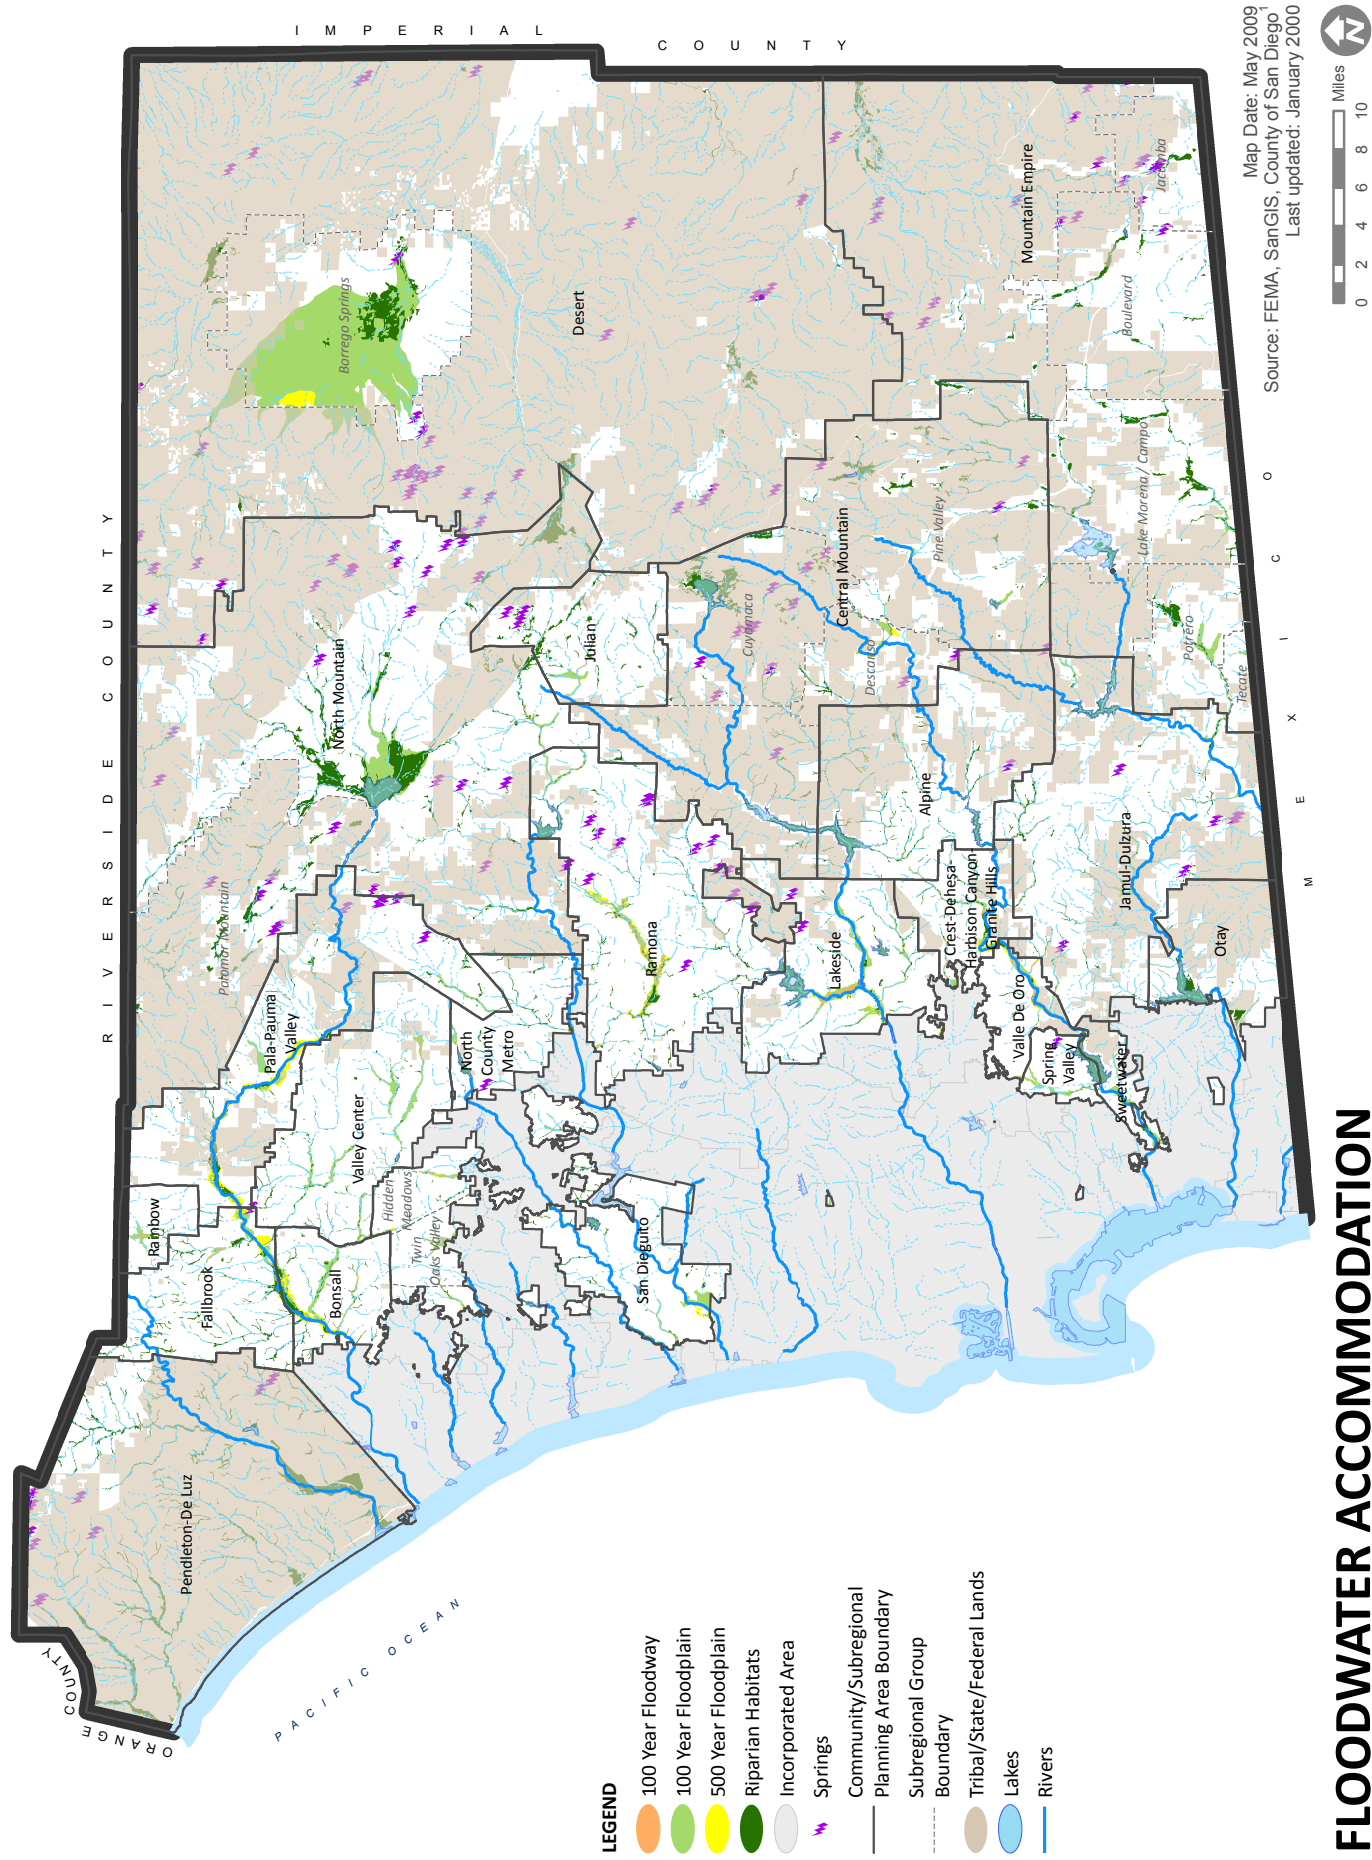 FLOODWATER ACCOMMODATION
ORANGE
COUNTY
RIVERSIDE COUNTY
IMPERIAL COUNTY
MEXICO
PACIFIC OCEAN
Pendleton-De Luz
Fallbrook
Rainbow
Bonsall
Pala-Pauma
Valley
Palomar Mountain
North Mountain
Borrego Springs
Valley Center
Hidden
Meadows
Twin
Oaks Valley
North
County
Metro
Desert
Julian
San Dieguito
Ramona
Cuyamaca
Central Mountain
Descanso
Pine Valley
Lakeside
Alpine
Crest-Dehesa-
Harbison Canyon-
Granite Hills
Valle De Oro
Spring
Valley
Sweetwater
Jamul-Dulzura
Otay
Mountain Empire
Boulevard
Jacumba
Lake Morena / Campo
Potrero
Tecate
LEGEND
100 Year Floodway
100 Year Floodplain
500 Year Floodplain
Riparian Habitats
Incorporated Area
Springs
Community/Subregional
Planning Area Boundary
Subregional Group
Boundary
Tribal/State/Federal Lands
Lakes
Rivers
Map Date: May 2009
Source: FEMA, SanGIS, County of San Diego1
Last updated: January 2000
0 2 4 6 8 10 Miles
N